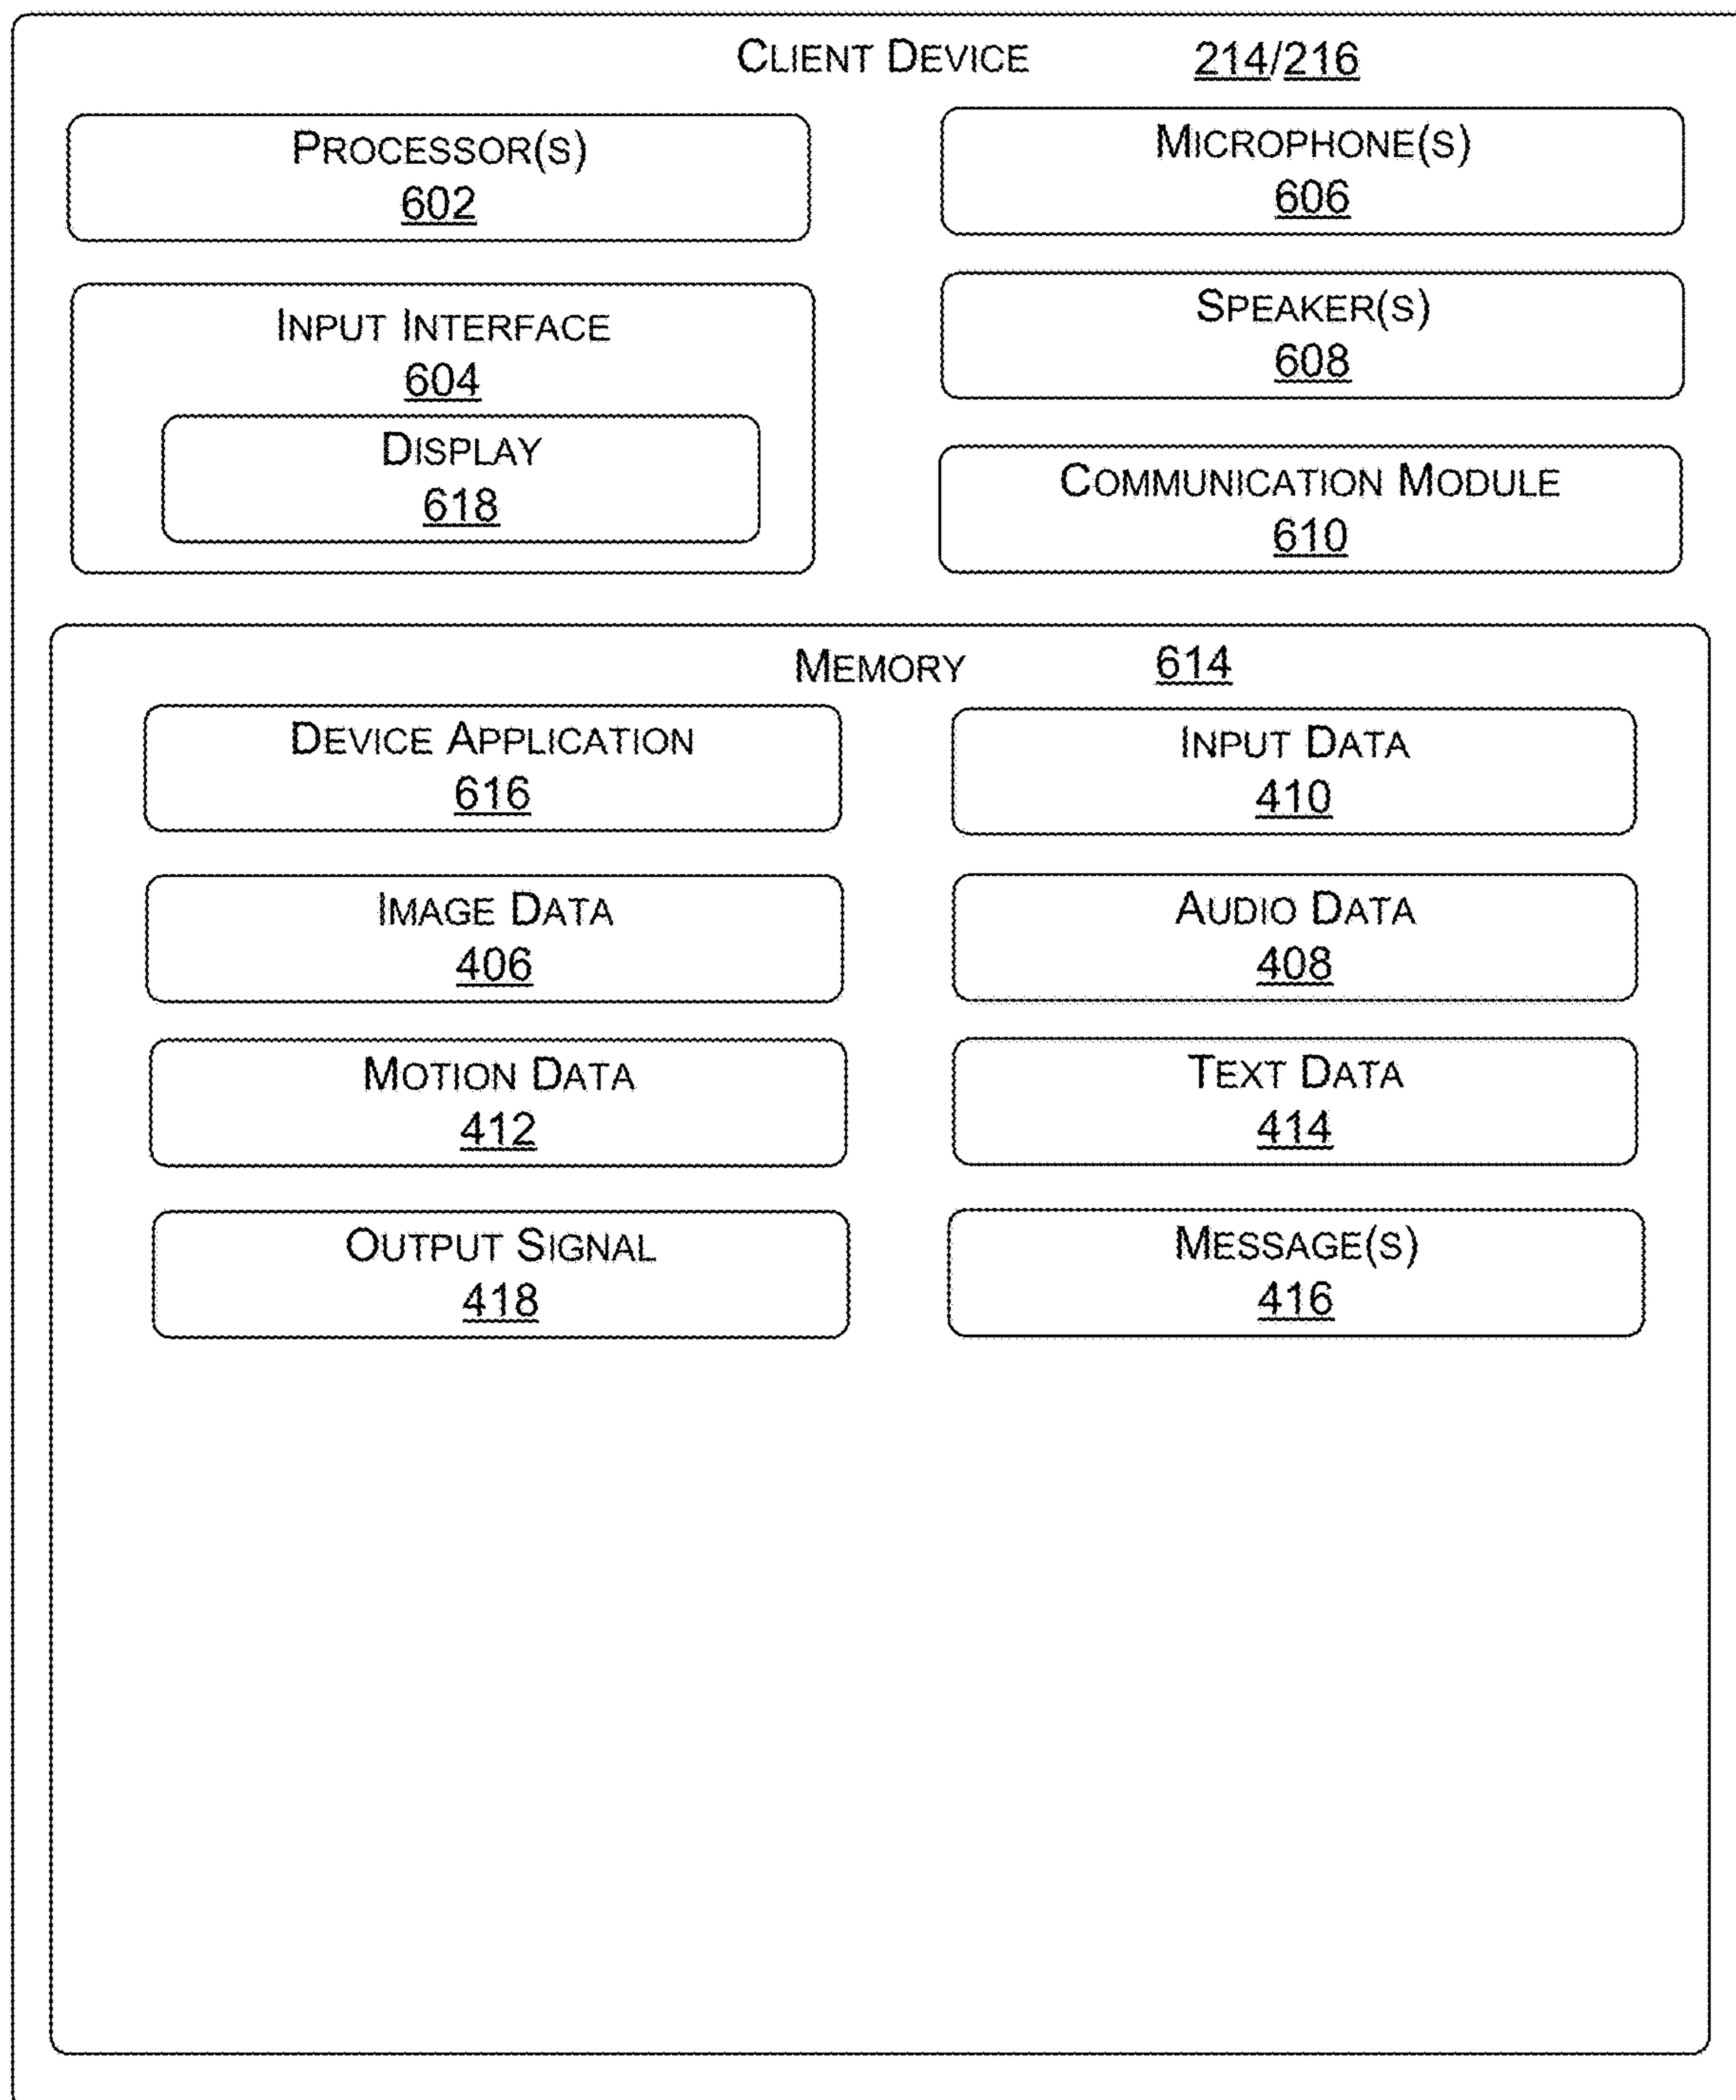 CLIENT DEVICE 214/216
PROCESSOR(S)
602
MICROPHONE(S)
606
INPUT INTERFACE
604
DISPLAY
618
SPEAKER(S)
608
COMMUNICATION MODULE
610
MEMORY 614
DEVICE APPLICATION
616
INPUT DATA
410
IMAGE DATA
406
AUDIO DATA
408
MOTION DATA
412
TEXT DATA
414
OUTPUT SIGNAL
418
MESSAGE(S)
416